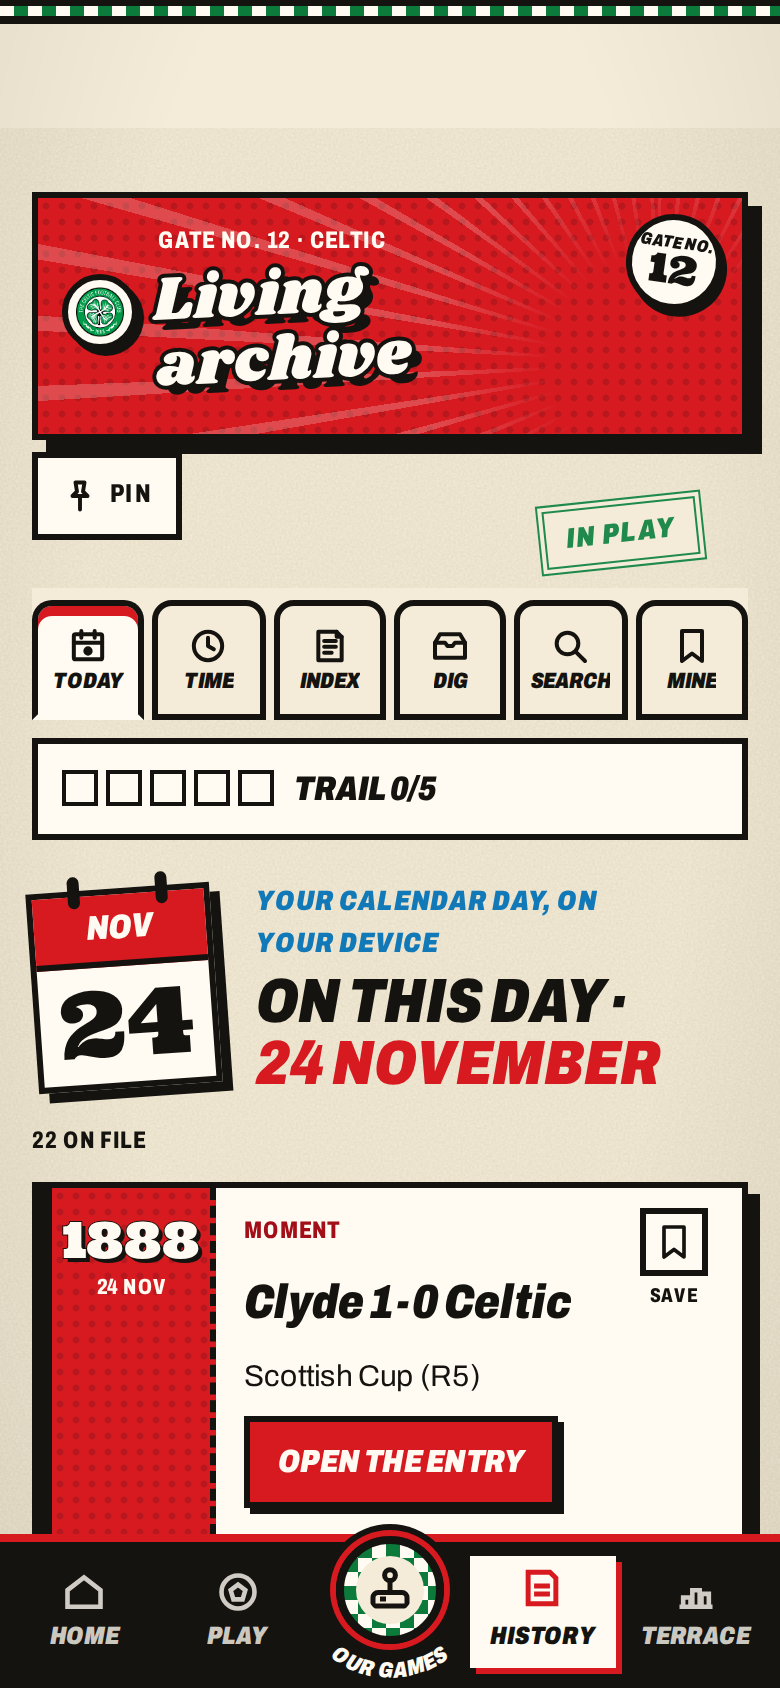 GATE NO. 12 · CELTIC
GATE NO.
12
Living
archive
PIN
IN PLAY
TODAY
TIME
INDEX
DIG
SEARCH
MINE
TRAIL 0/5
NOV
24
YOUR CALENDAR DAY, ON
YOUR DEVICE
ON THIS DAY ·
24 NOVEMBER
22 ON FILE
1888
24 NOV
MOMENT
SAVE
Clyde 1-0 Celtic
Scottish Cup (R5)
OPEN THE ENTRY
HOME
PLAY
OUR GAMES
HISTORY
TERRACE